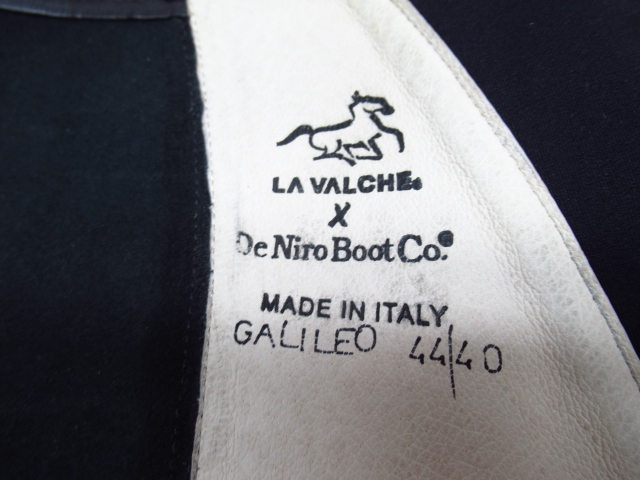 LA VALCHE®
X
De Niro Boot Co.®
MADE IN ITALY
GALILEO 44/40